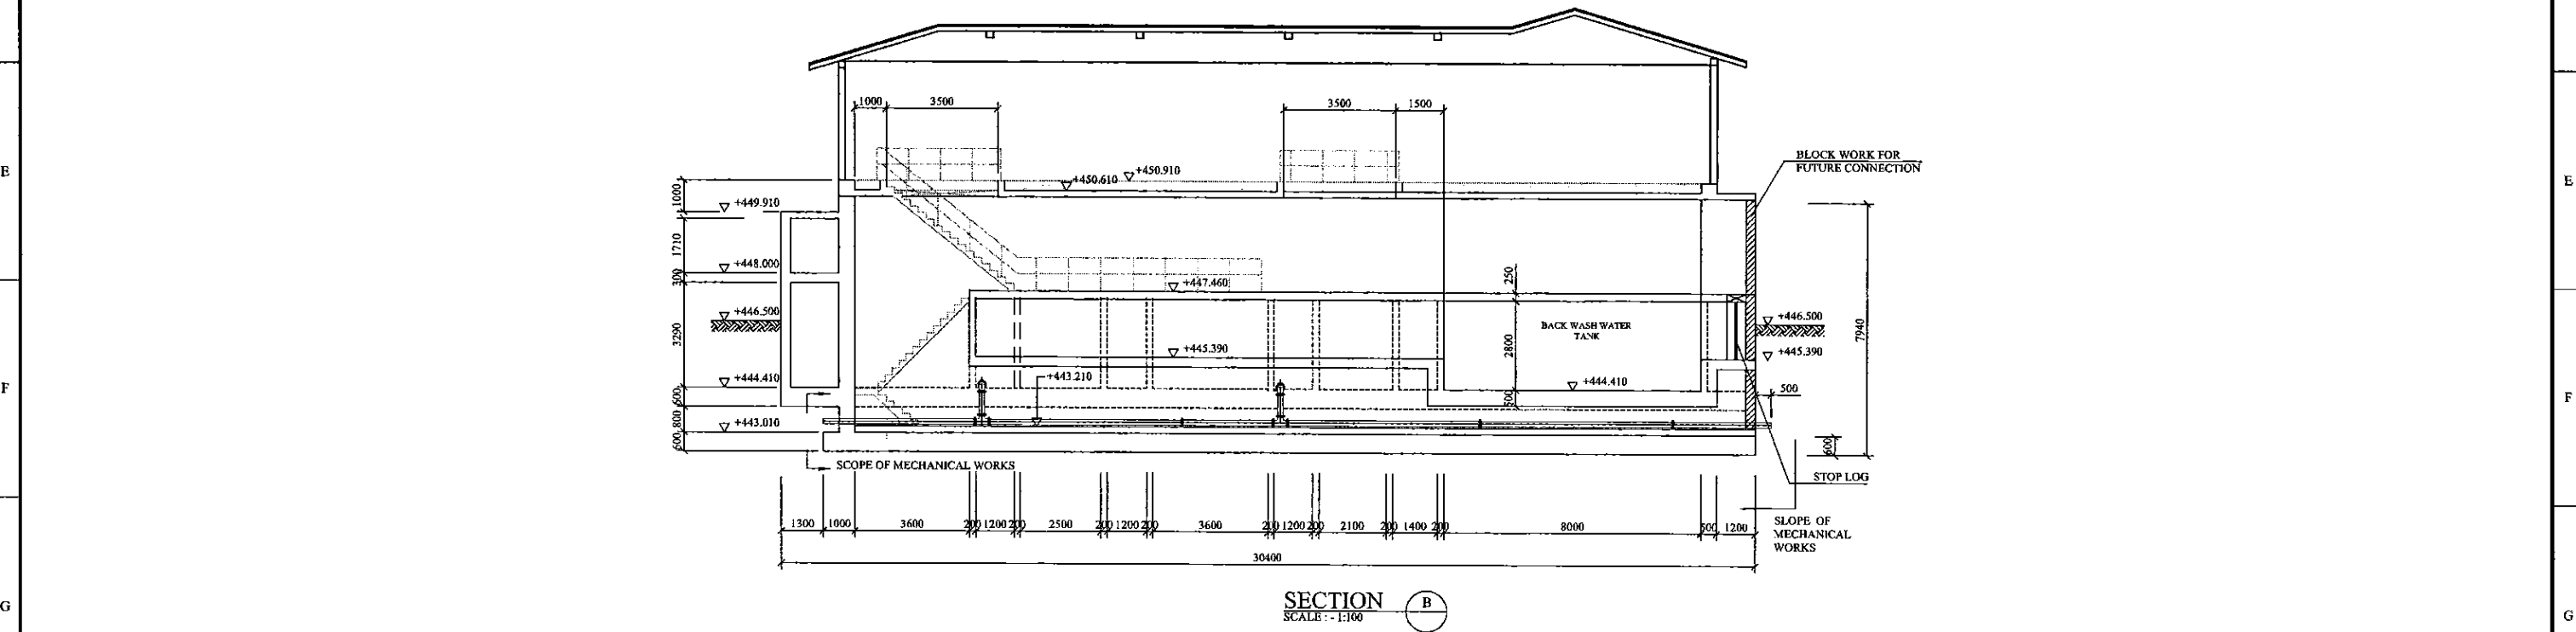 1000
3500
3500
1500
BLOCK WORK FOR
FUTURE CONNECTION
E
E
+450.910
+450.610
1000
+449.910
1710
+448.000
300
+447.460
250
+446.500
+446.500
3290
BACK WASH WATER
TANK
2800
7940
+445.390
+445.390
+444.410
+443.210
+444.410
500
F
F
600
500
800
+443.010
600
600
SCOPE OF MECHANICAL WORKS
STOP LOG
1300 1000 3600 200 1200 200 2500 200 1200 200 3600 200 1200 200 2100 200 1400 200 8000 500 1200
SLOPE OF
MECHANICAL
WORKS
30400
SECTION B
SCALE : - 1:100
G
G